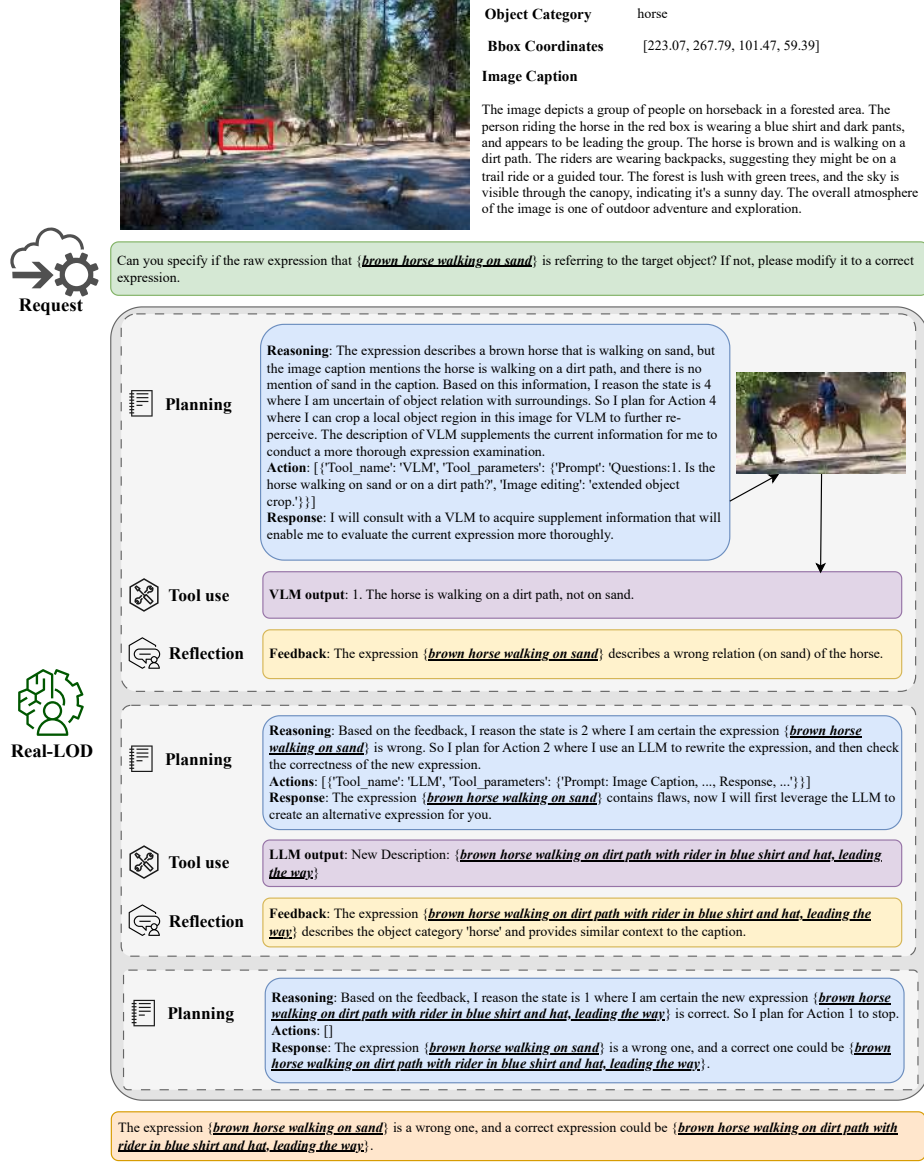 Object Category horse
Bbox Coordinates [223.07, 267.79, 101.47, 59.39]
Image Caption
The image depicts a group of people on horseback in a forested area. The
person riding the horse in the red box is wearing a blue shirt and dark pants,
and appears to be leading the group. The horse is brown and is walking on a
dirt path. The riders are wearing backpacks, suggesting they might be on a
trail ride or a guided tour. The forest is lush with green trees, and the sky is
visible through the canopy, indicating it's a sunny day. The overall atmosphere
of the image is one of outdoor adventure and exploration.
Request
Can you specify if the raw expression that {brown horse walking on sand} is referring to the target object? If not, please modify it to a correct
expression.
Real-LOD
Planning
Reasoning: The expression describes a brown horse that is walking on sand, but
the image caption mentions the horse is walking on a dirt path, and there is no
mention of sand in the caption. Based on this information, I reason the state is 4
where I am uncertain of object relation with surroundings. So I plan for Action 4
where I can crop a local object region in this image for VLM to further re-
perceive. The description of VLM supplements the current information for me to
conduct a more thorough expression examination.
Action: [{'Tool_name': 'VLM', 'Tool_parameters': {'Prompt': 'Questions:1. Is the
horse walking on sand or on a dirt path?', 'Image editing': 'extended object
crop.'}}]
Response: I will consult with a VLM to acquire supplement information that will
enable me to evaluate the current expression more thoroughly.
Tool use
VLM output: 1. The horse is walking on a dirt path, not on sand.
Reflection
Feedback: The expression {brown horse walking on sand} describes a wrong relation (on sand) of the horse.
Planning
Reasoning: Based on the feedback, I reason the state is 2 where I am certain the expression {brown horse
walking on sand} is wrong. So I plan for Action 2 where I use an LLM to rewrite the expression, and then check
the correctness of the new expression.
Actions: [{'Tool_name': 'LLM', 'Tool_parameters': {'Prompt: Image Caption, ..., Response, ...'}}]
Response: The expression {brown horse walking on sand} contains flaws, now I will first leverage the LLM to
create an alternative expression for you.
Tool use
LLM output: New Description: {brown horse walking on dirt path with rider in blue shirt and hat, leading
the way}
Reflection
Feedback: The expression {brown horse walking on dirt path with rider in blue shirt and hat, leading the
way} describes the object category 'horse' and provides similar context to the caption.
Planning
Reasoning: Based on the feedback, I reason the state is 1 where I am certain the new expression {brown horse
walking on dirt path with rider in blue shirt and hat, leading the way} is correct. So I plan for Action 1 to stop.
Actions: []
Response: The expression {brown horse walking on sand} is a wrong one, and a correct one could be {brown
horse walking on dirt path with rider in blue shirt and hat, leading the way}.
The expression {brown horse walking on sand} is a wrong one, and a correct expression could be {brown horse walking on dirt path with
rider in blue shirt and hat, leading the way}.